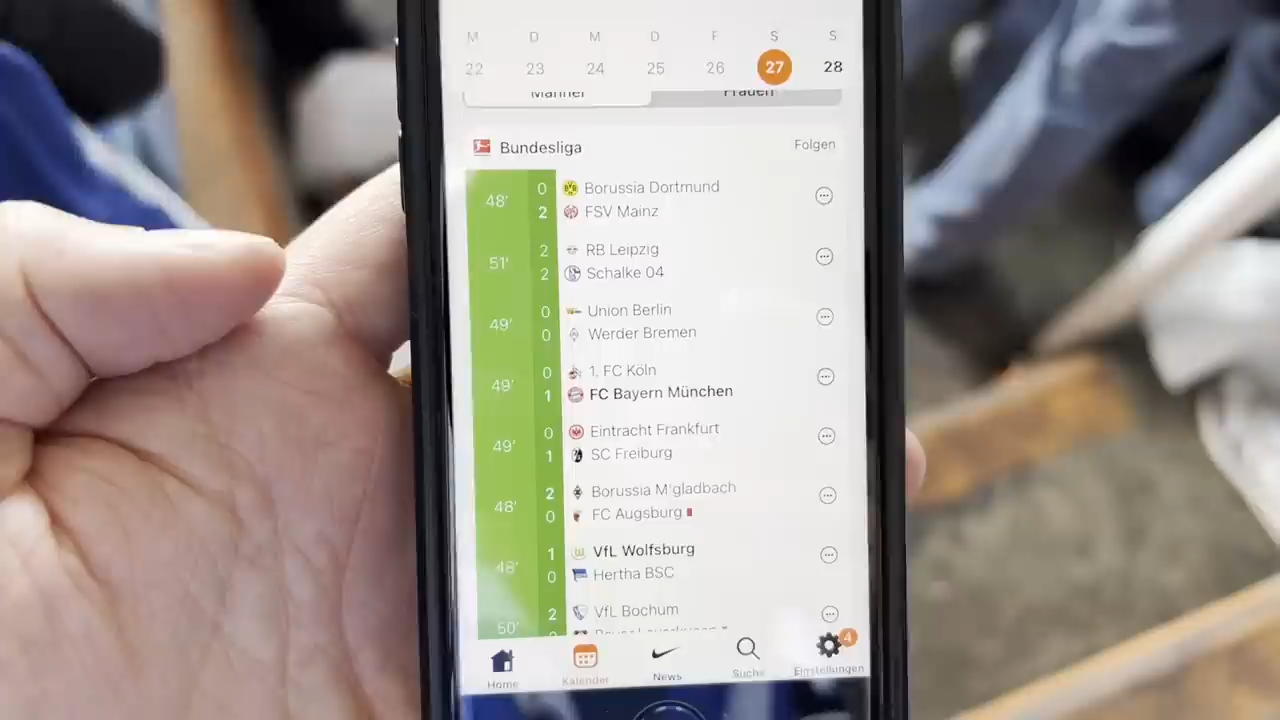 M D M D F S S
22 23 24 25 26 27 28
Männer Frauen
Bundesliga Folgen
48' 0 Borussia Dortmund
2 FSV Mainz
51' 2 RB Leipzig
2 Schalke 04
49' 0 Union Berlin
0 Werder Bremen
49' 0 1. FC Köln
1 FC Bayern München
49' 0 Eintracht Frankfurt
1 SC Freiburg
48' 2 Borussia M'gladbach
0 FC Augsburg
48' 1 VfL Wolfsburg
0 Hertha BSC
50' 2 VfL Bochum
4
Home Kalender News Suche Einstellungen